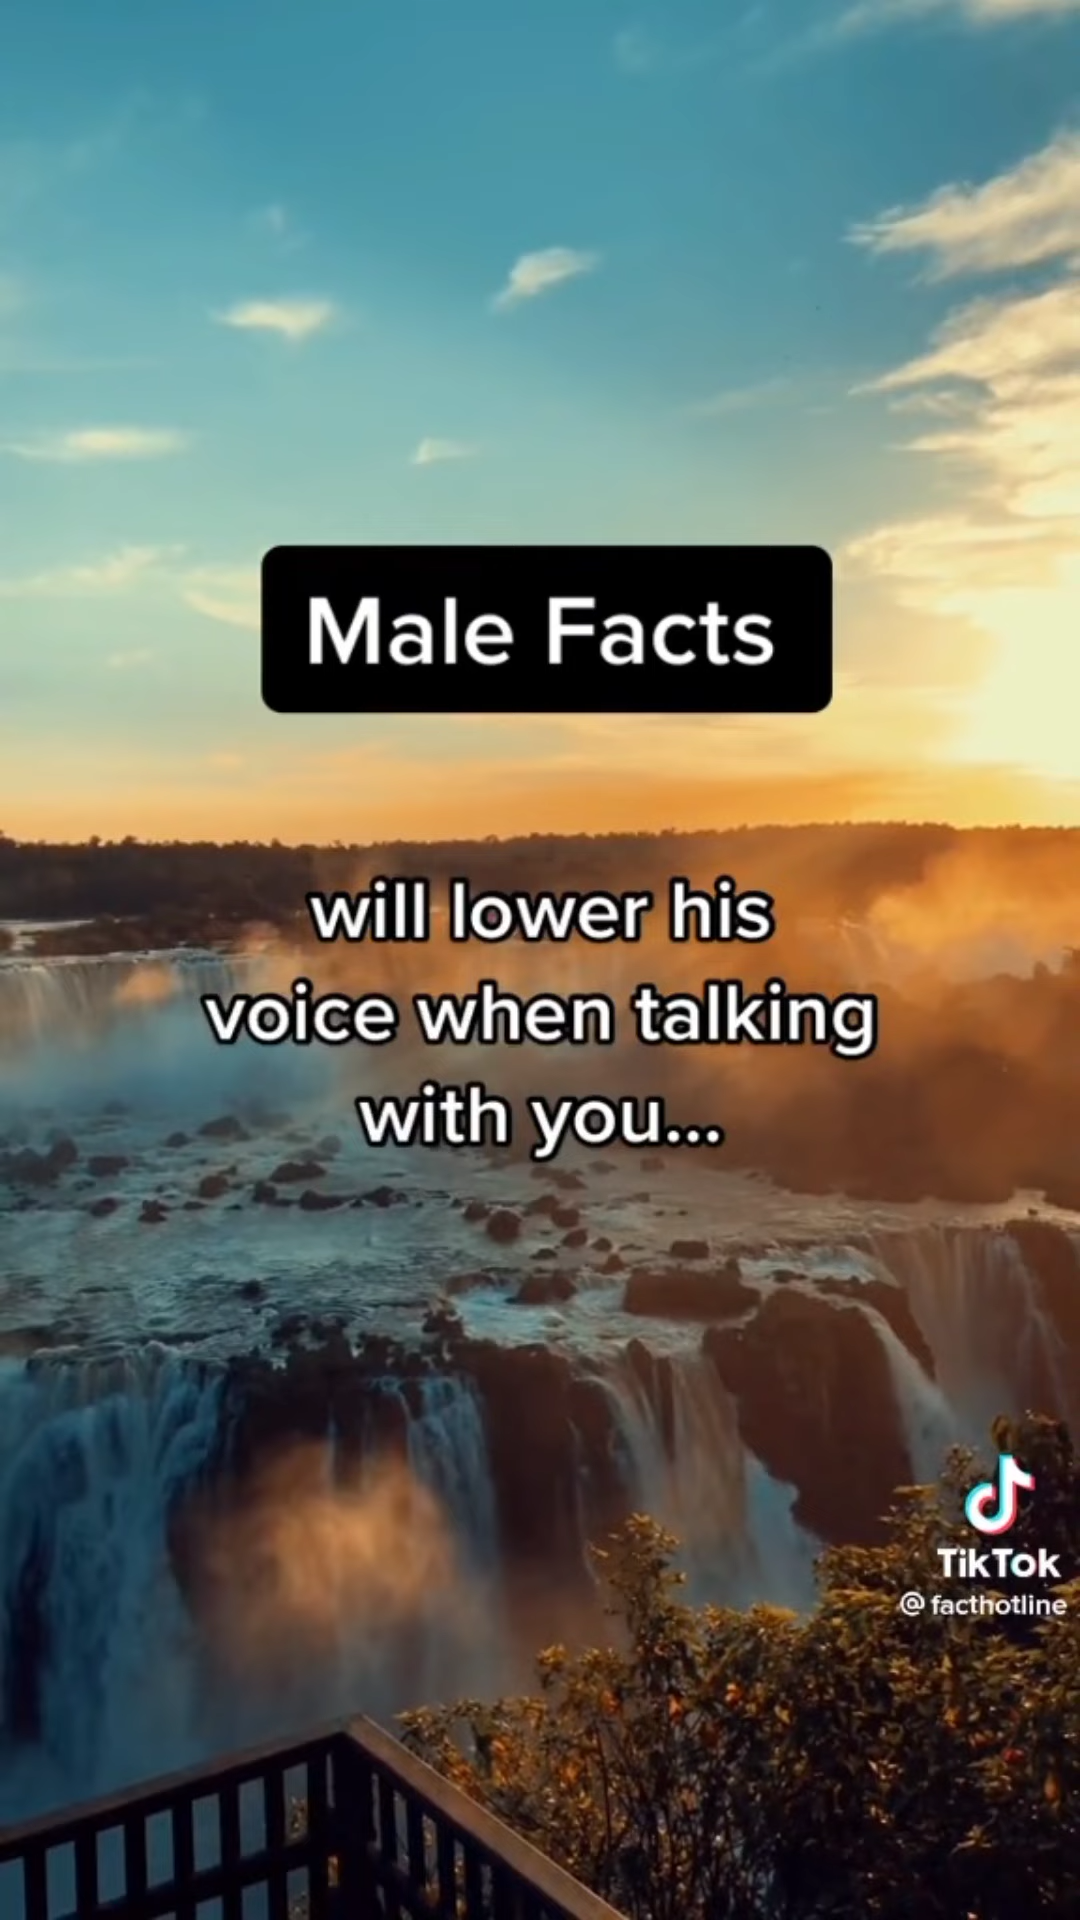 Male Facts
will lower his
voice when talking
with you...
TikTok
@facthotline